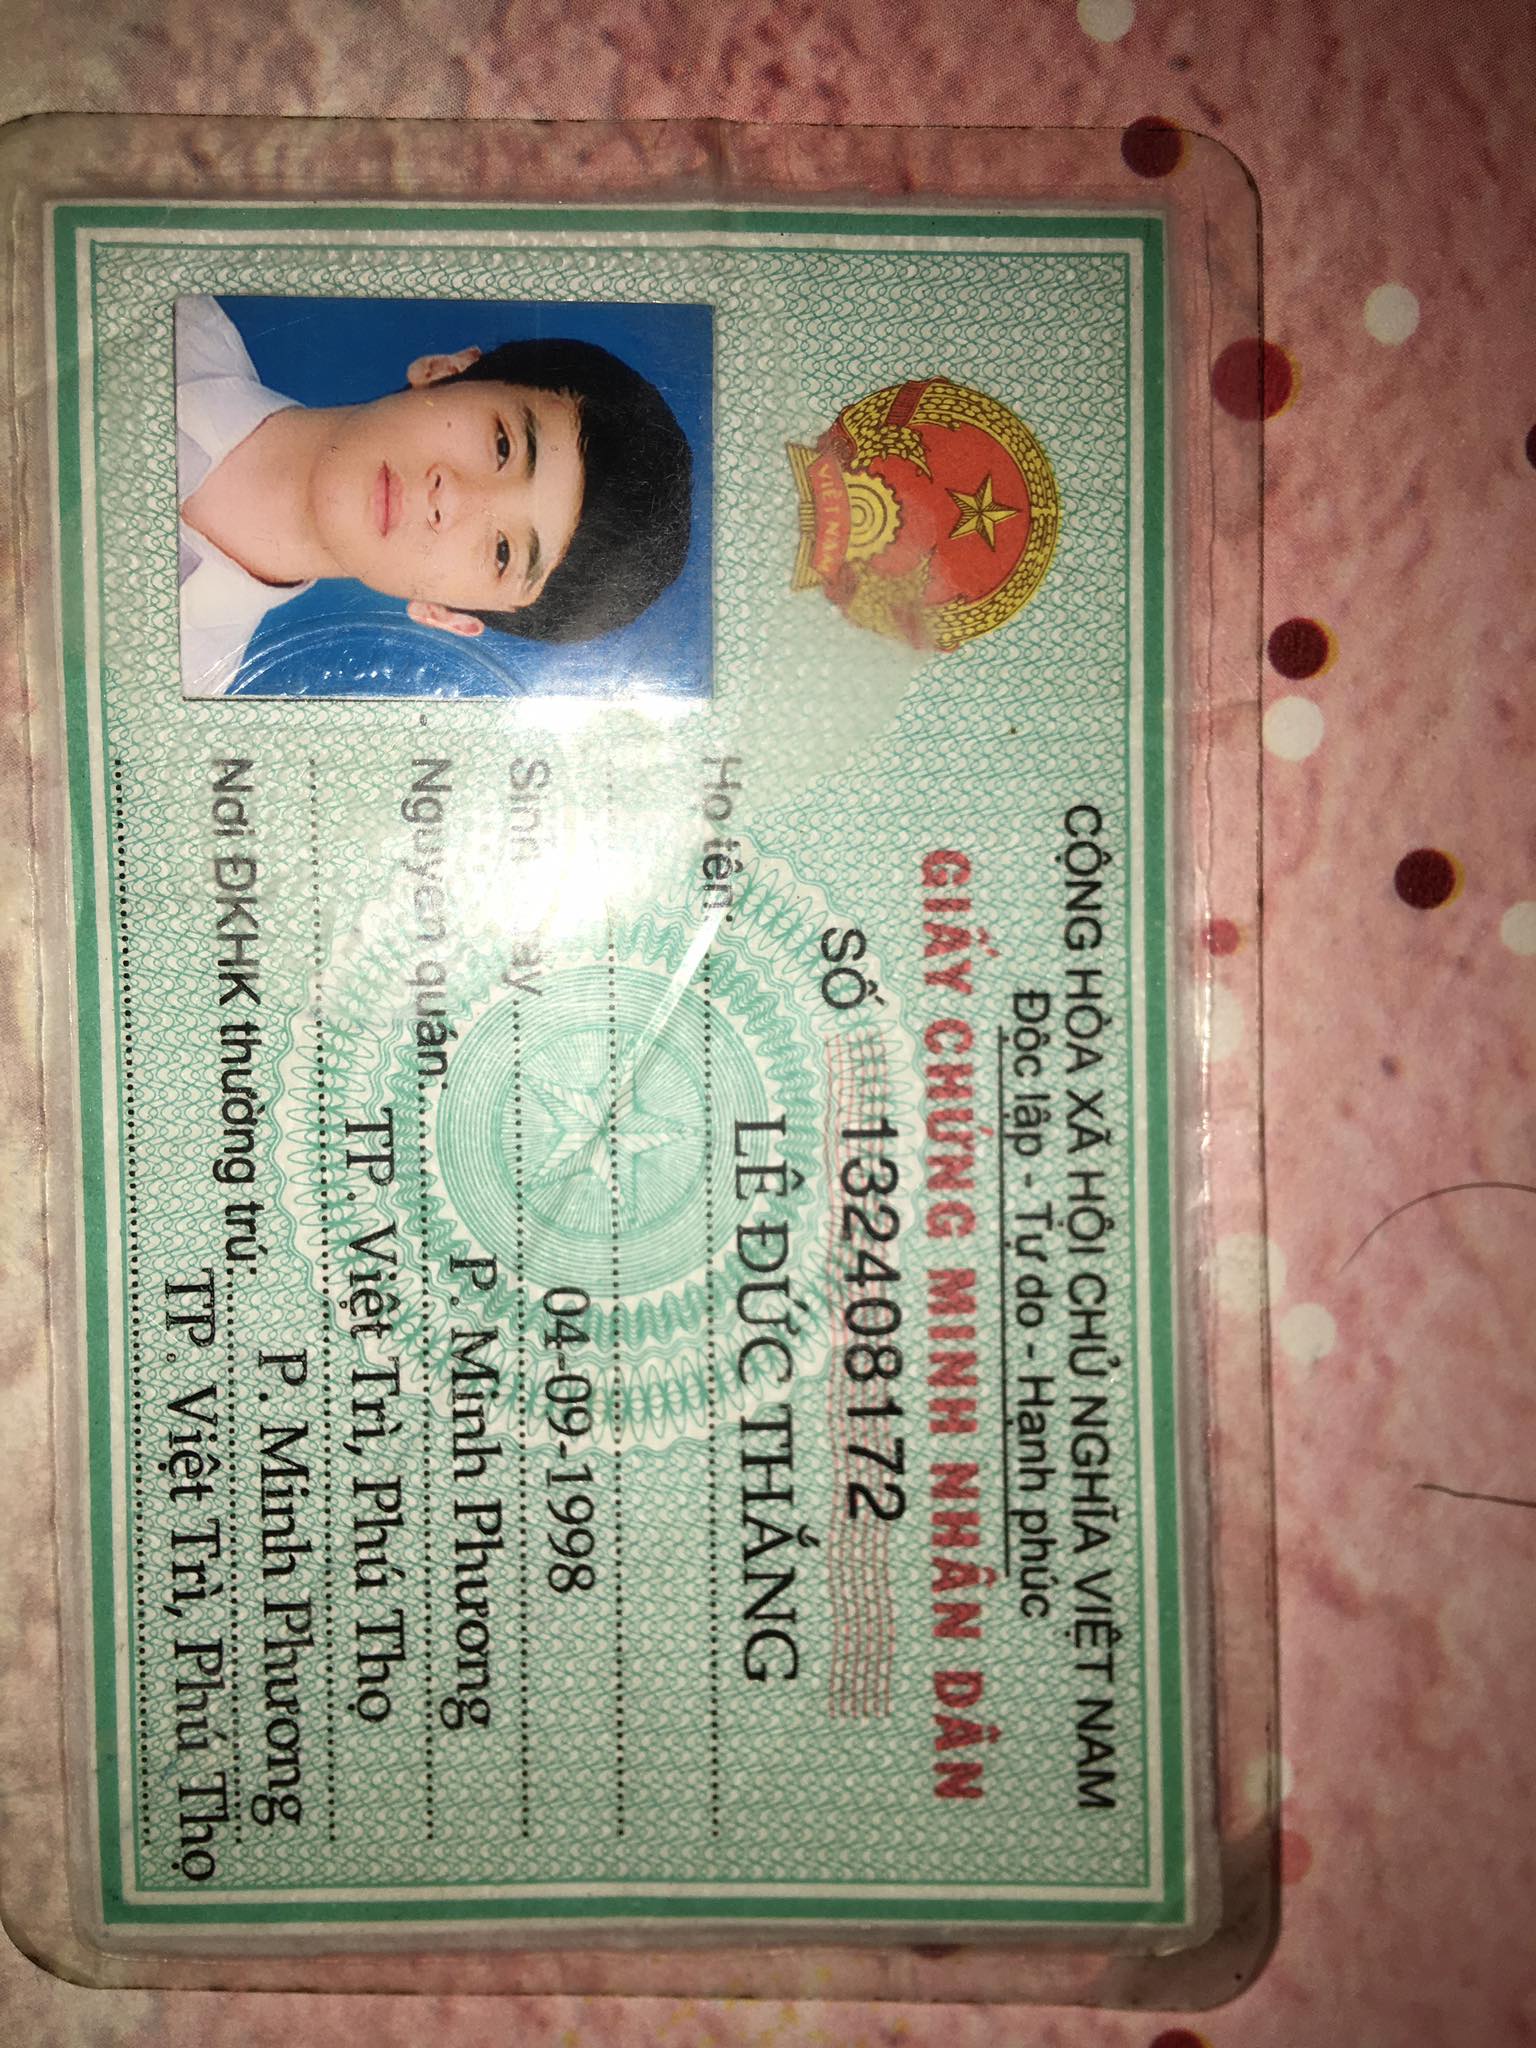 CỘNG HÒA XÃ HỘI CHỦ NGHĨA VIỆT NAM
Độc lập - Tự do - Hạnh phúc
GIẤY CHỨNG MINH NHÂN DÂN
SỐ 132408172
Họ tên: LÊ ĐỨC THẮNG
Sinh ngày 04-09-1998
Nguyên quán: P. Minh Phương
TP. Việt Trì, Phú Thọ
Nơi ĐKHK thường trú: P. Minh Phương
TP. Việt Trì, Phú Thọ
VIỆT NAM